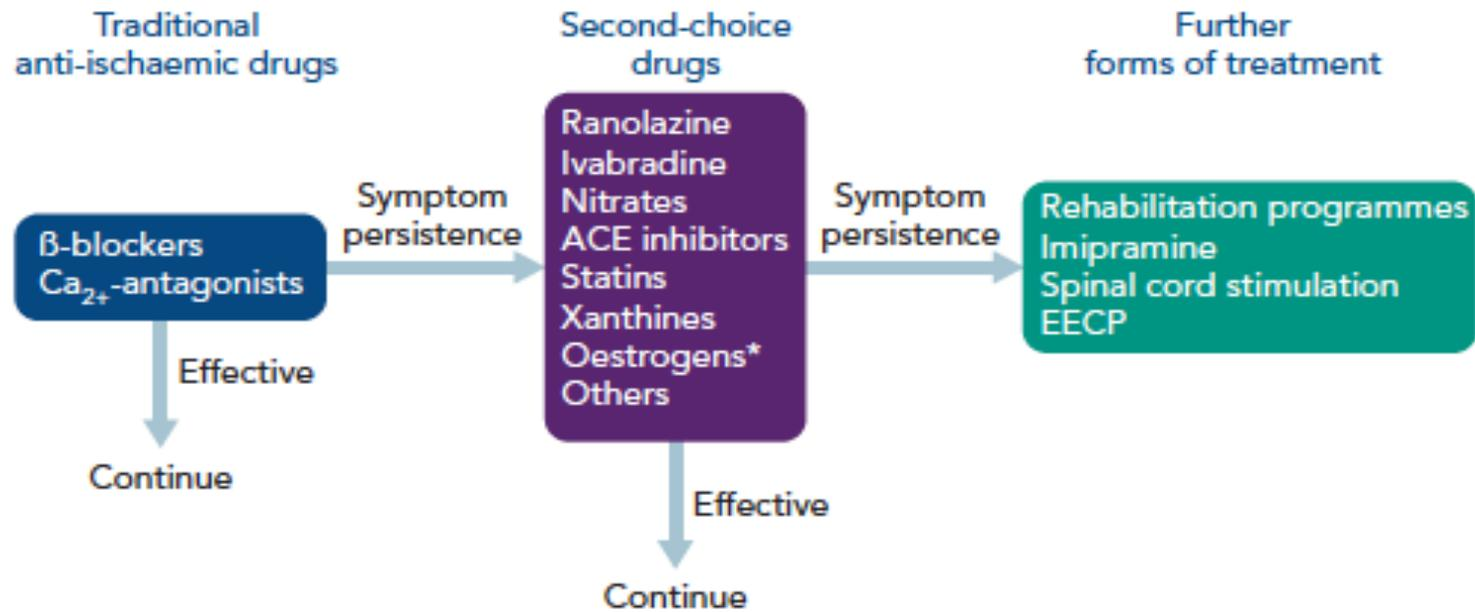 Traditional
anti-ischaemic drugs
Second-choice
drugs
Further
forms of treatment
ß-blockers
Ca₂₊-antagonists
Effective
Continue
Symptom
persistence
Ranolazine
Ivabradine
Nitrates
ACE inhibitors
Statins
Xanthines
Oestrogens*
Others
Effective
Continue
Symptom
persistence
Rehabilitation programmes
Imipramine
Spinal cord stimulation
EECP